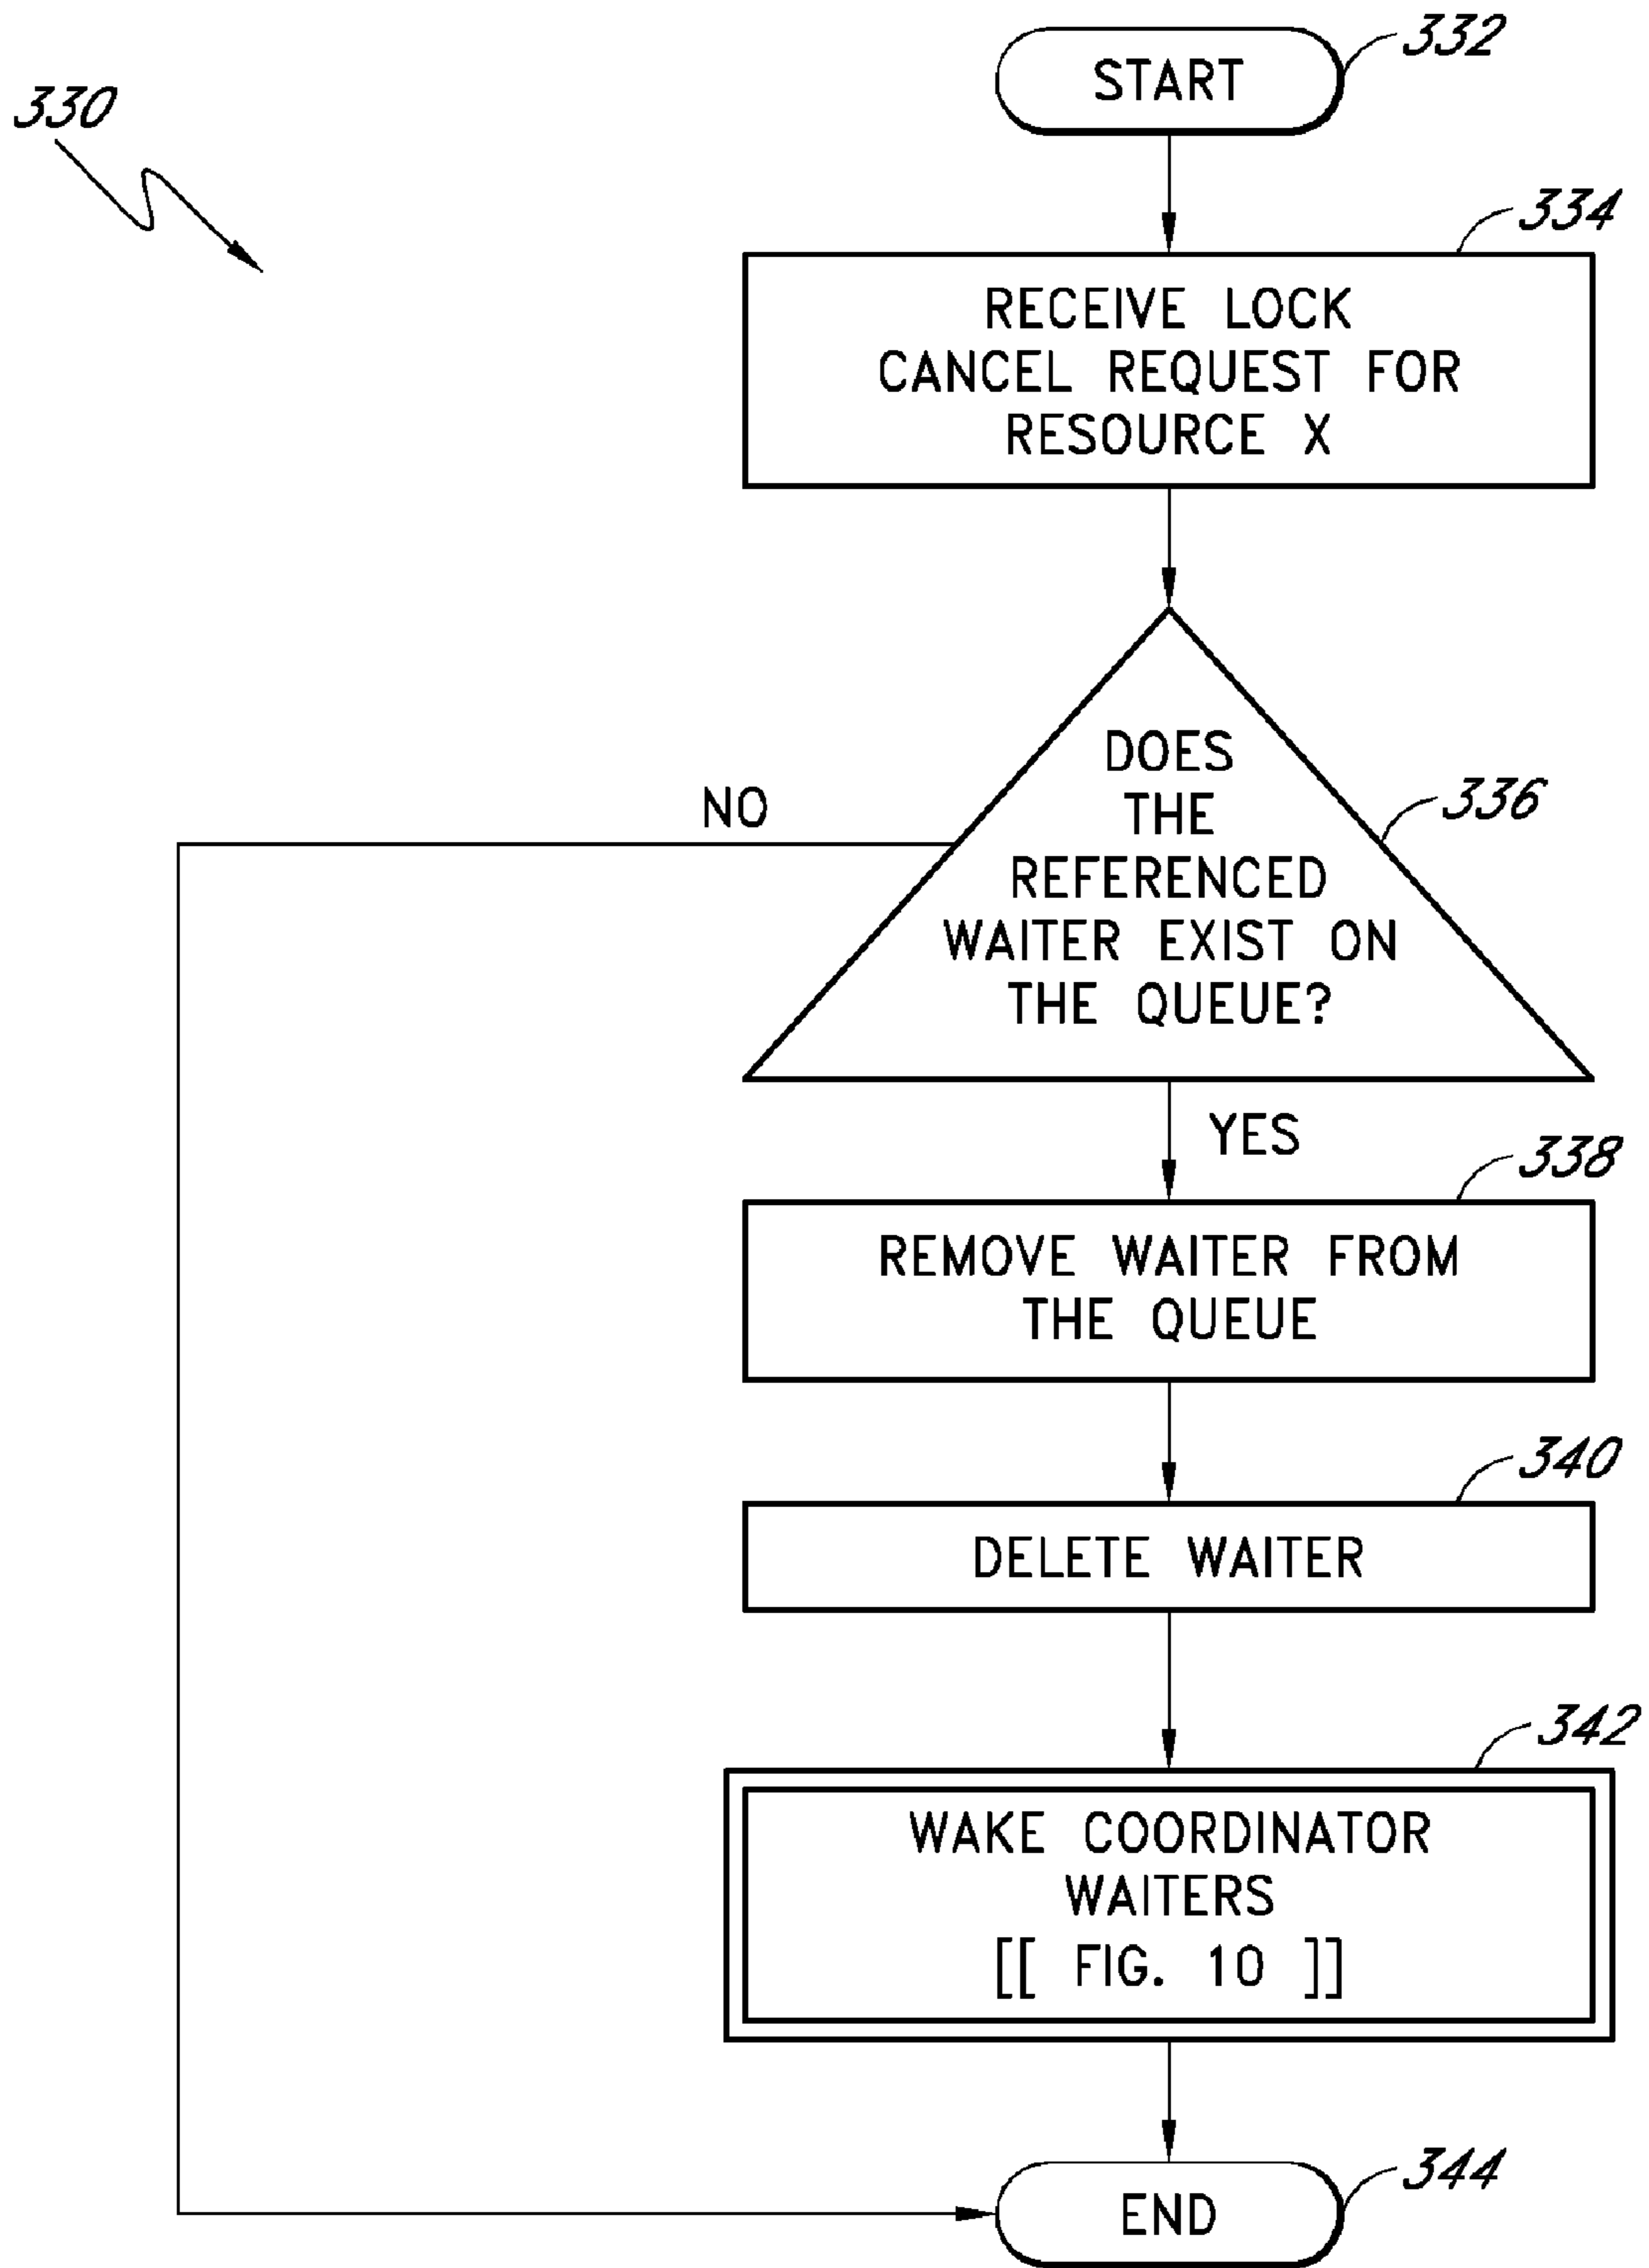 332
START
330
334
RECEIVE LOCK
CANCEL REQUEST FOR
RESOURCE X
DOES
THE
REFERENCED
WAITER EXIST ON
THE QUEUE?
336
NO
YES
338
REMOVE WAITER FROM
THE QUEUE
340
DELETE WAITER
342
WAKE COORDINATOR
WAITERS
[[ FIG. 10 ]]
344
END